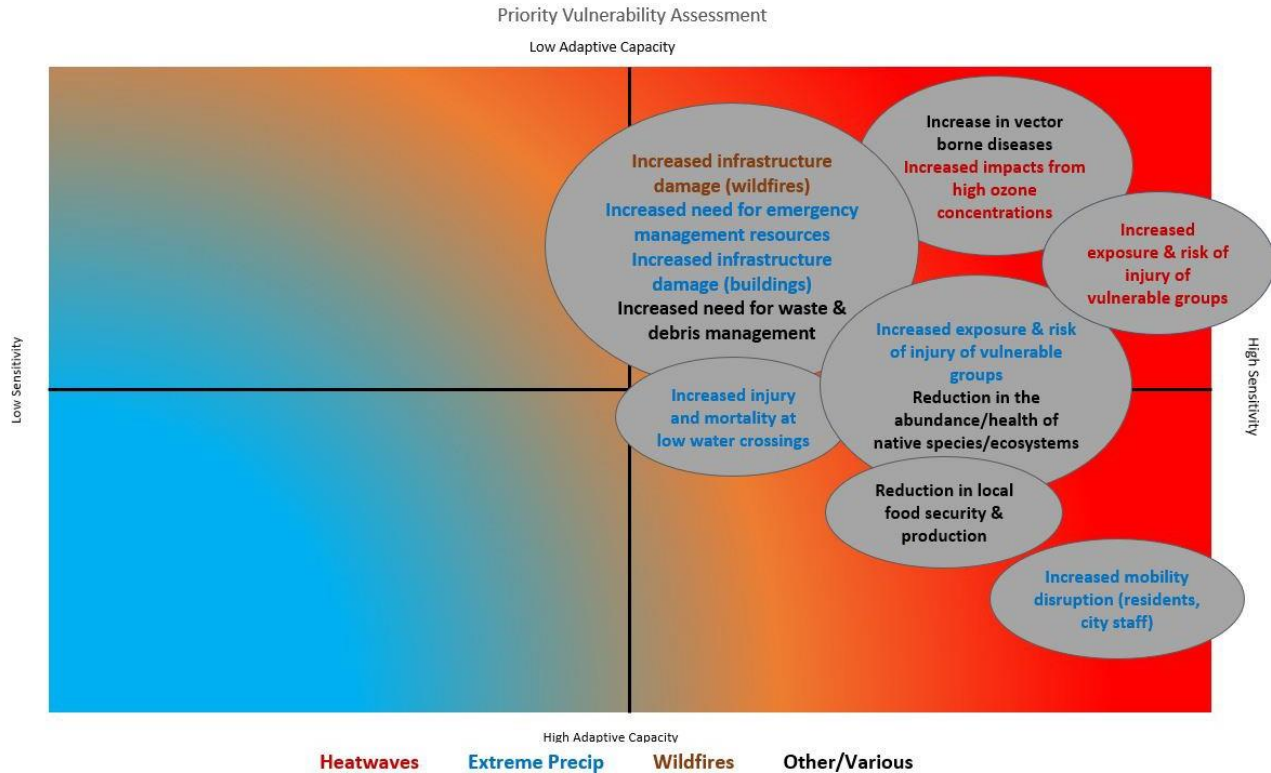 Priority Vulnerability Assessment
Low Adaptive Capacity
Increase in vector
borne diseases
Increased impacts from
high ozone
concentrations
Increased infrastructure
damage (wildfires)
Increased need for emergency
management resources
Increased infrastructure
damage (buildings)
Increased need for waste &
debris management
Increased
exposure & risk of
injury of
vulnerable groups
Increased exposure & risk
of injury of vulnerable
groups
Reduction in the
abundance/health of
native species/ecosystems
Low Sensitivity
High Sensitivity
Increased injury
and mortality at
low water crossings
Reduction in local
food security &
production
Increased mobility
disruption (residents,
city staff)
High Adaptive Capacity
Heatwaves Extreme Precip Wildfires Other/Various